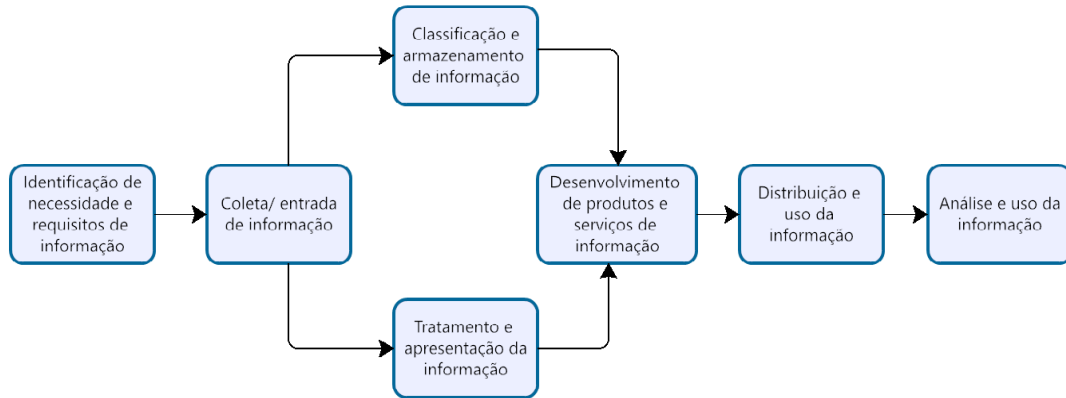 Identificação de
necessidade e
requisitos de
informação
Coleta/ entrada
de informação
Classificação e
armazenamento
de informação
Tratamento e
apresentação da
informação
Desenvolvimento
de produtos e
serviços de
informação
Distribuição e
uso da
informação
Análise e uso da
informação